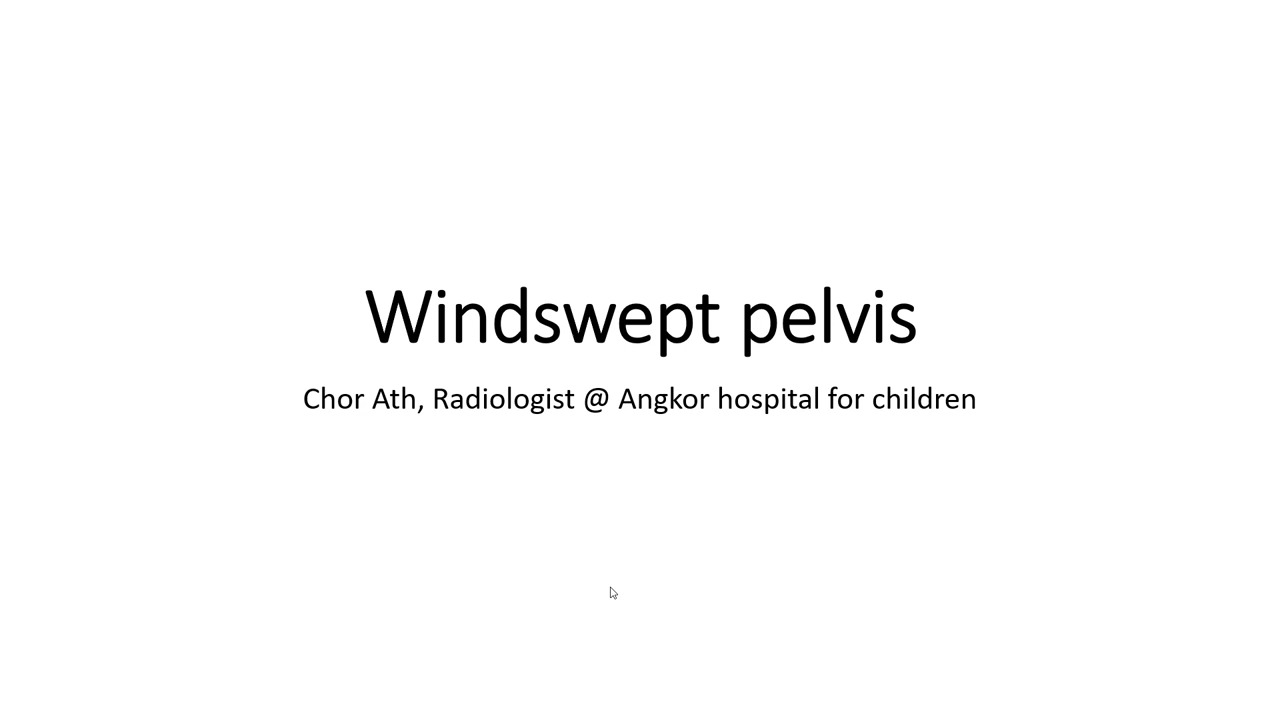 Windswept pelvis
Chor Ath, Radiologist @ Angkor hospital for children